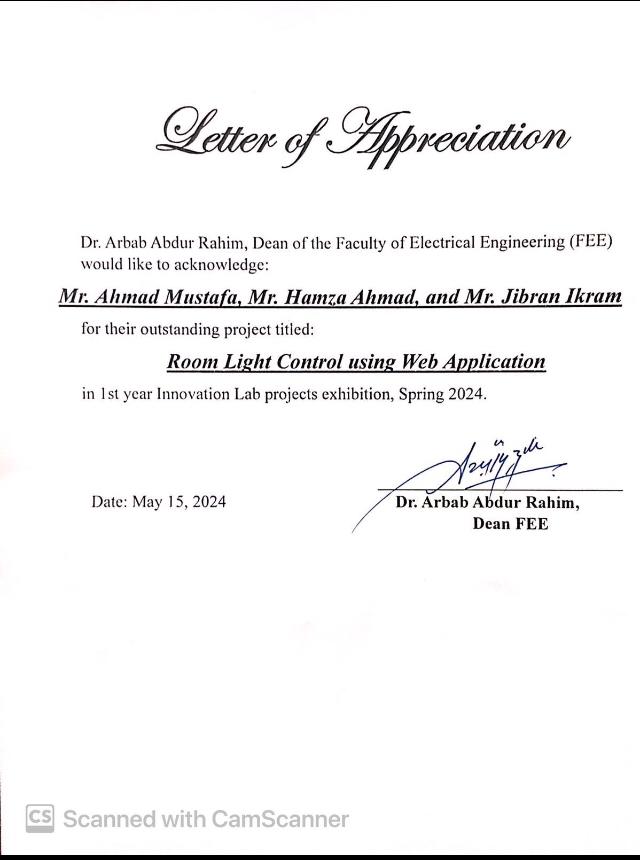 Letter of Appreciation
Dr. Arbab Abdur Rahim, Dean of the Faculty of Electrical Engineering (FEE)
would like to acknowledge:
Mr. Ahmad Mustafa, Mr. Hamza Ahmad, and Mr. Jibran Ikram
for their outstanding project titled:
Room Light Control using Web Application
in 1st year Innovation Lab projects exhibition, Spring 2024.
Date: May 15, 2024
Dr. Arbab Abdur Rahim,
Dean FEE
CS Scanned with CamScanner